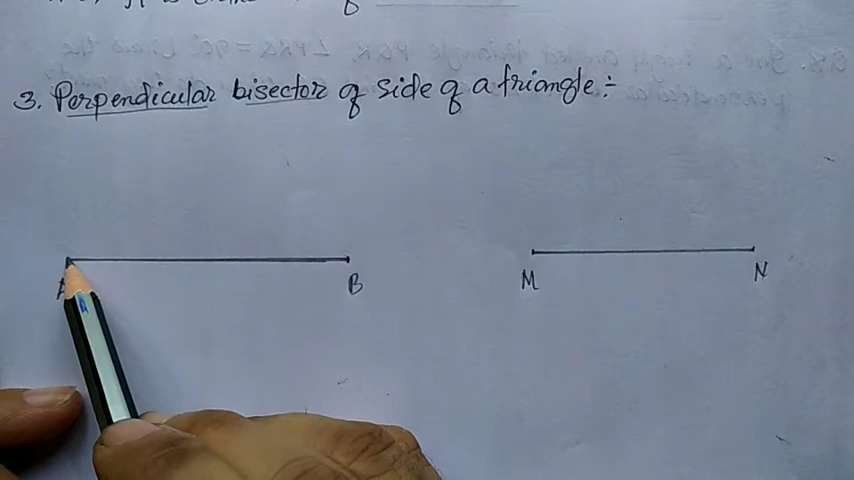 3. Perpendicular bisector of side of a triangle :-
A B M N